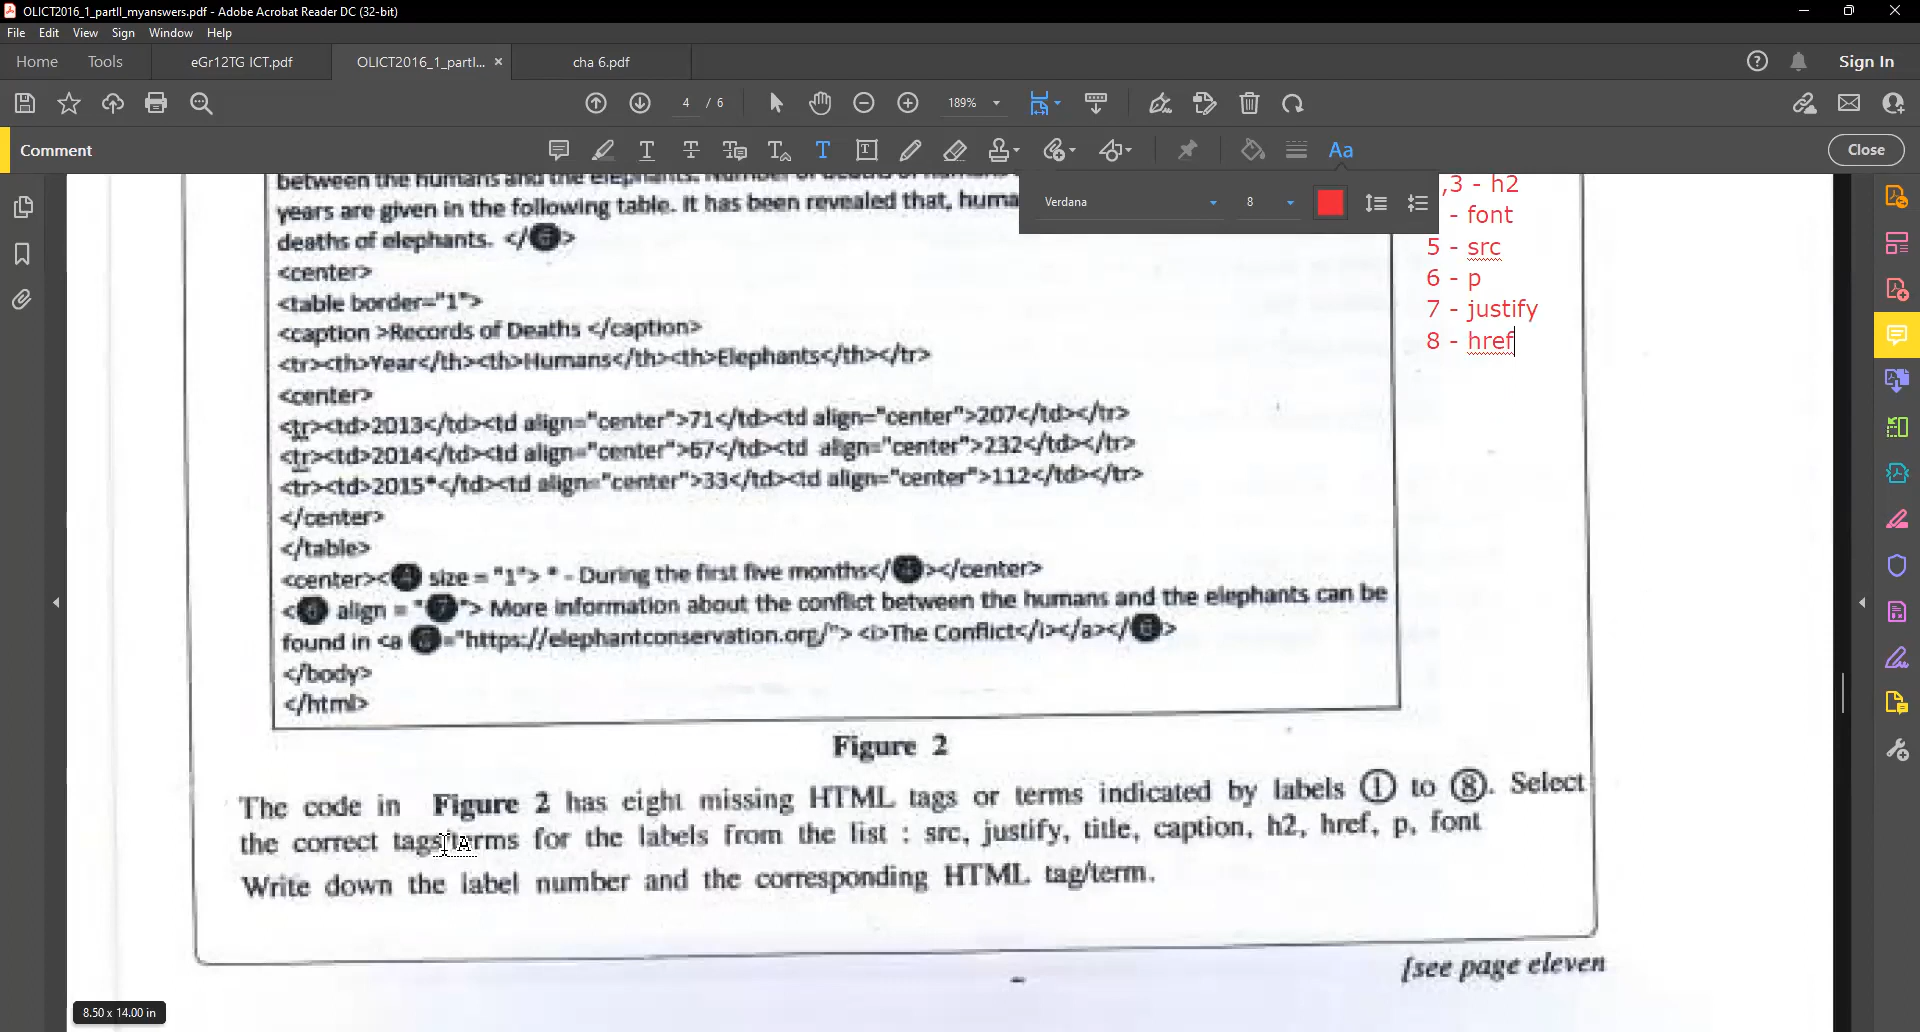 OLICT2016_1_partII_myanswers.pdf - Adobe Acrobat Reader DC (32-bit)
File Edit View Sign Window Help
Home Tools eGr12TG ICT.pdf OLICT2016_1_partI... × cha 6.pdf Sign In
4 / 6 189%
Comment Close
Verdana 8
between the humans and the elephants. Number of deaths of humans
years are given in the following table. It has been revealed that, huma
deaths of elephants. </6>
<center>
<table border="1">
<caption >Records of Deaths </caption>
<tr><th>Year</th><th>Humans</th><th>Elephants</th></tr>
<center>
<tr><td>2013</td><td align="center">71</td><td align="center">207</td></tr>
<tr><td>2014</td><td align="center">67</td><td align="center">232</td></tr>
<tr><td>2015*</td><td align="center">33</td><td align="center">112</td></tr>
</center>
</table>
<center><4 size = "1"> * - During the first five months</4></center>
<6 align = "7"> More information about the conflict between the humans and the elephants can be
found in <a 8="https://elephantconservation.org/"> <i>The Conflict</i></a></6>
</body>
</html>
,3 - h2
- font
5 - src
6 - p
7 - justify
8 - href
Figure 2
The code in Figure 2 has eight missing HTML tags or terms indicated by labels ① to ⑧. Select
the correct tags/terms for the labels from the list : src, justify, title, caption, h2, href, p, font
Write down the label number and the corresponding HTML tag/term.
[see page eleven
8.50 x 14.00 in